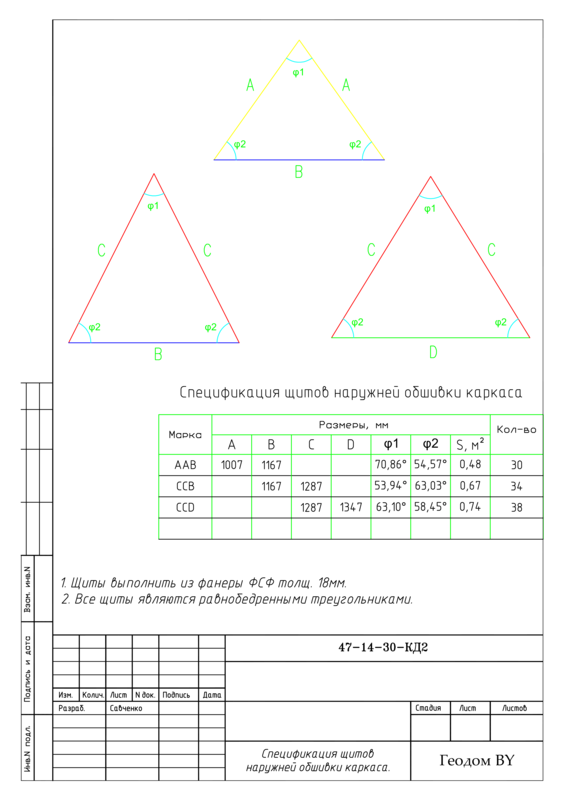 φ1
A
A
φ2
φ2
B
φ1
φ1
C
C
C
C
φ2
φ2
φ2
φ2
B
D
Спецификация щитов наружней обшивки каркаса
Марка
Размеры, мм
Кол-во
A B C D φ1 φ2 S, м²
AAB 1007 1167 70,86° 54,57° 0,48 30
CCB 1167 1287 53,94° 63,03° 0,67 34
CCD 1287 1347 63,10° 58,45° 0,74 38
1. Щиты выполнить из фанеры ФСФ толщ. 18мм.
2. Все щиты являются равнобедренными треугольниками.
Взам. инв.N
Подпись и дата
Инв.N подл.
47-14-30-КД2
Изм. Колич. Лист N док. Подпись Дата
Разраб. Савченко
Стадия Лист Листов
Спецификация щитов
наружней обшивки каркаса.
Геодом BY